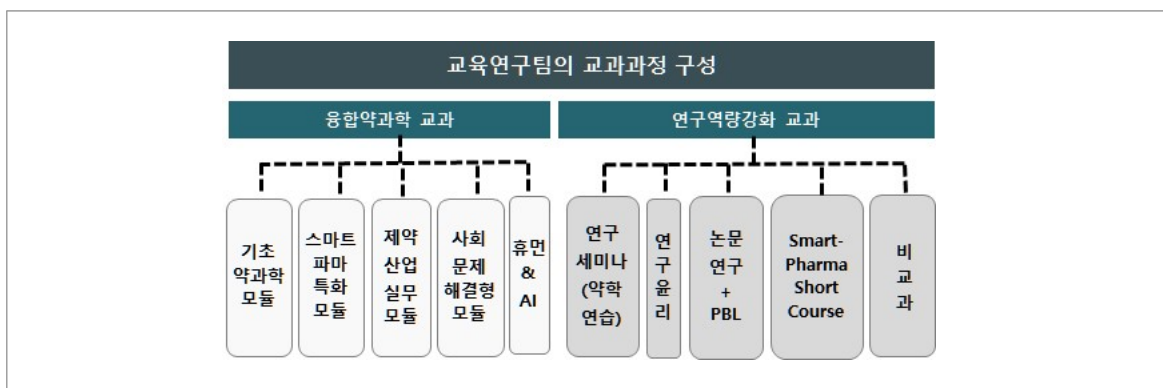 교육연구팀의 교과과정 구성
융합약과학 교과
연구역량강화 교과
기초
약과학
모듈
스마트
파마
특화
모듈
제약
산업
실무
모듈
사회
문제
해결형
모듈
휴먼
&
AI
연구
세미나
(약학
연습)
연
구
윤
리
논문
연구
+
PBL
Smart-
Pharma
Short
Course
비
교
과